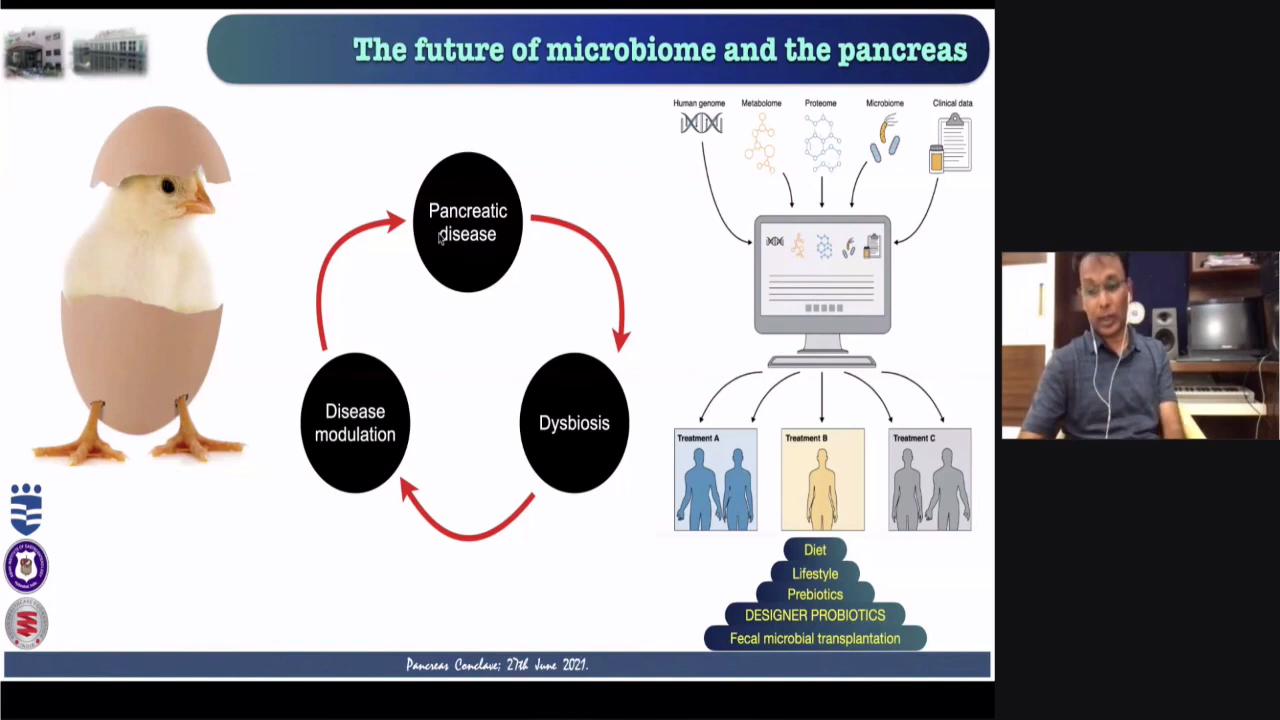 The future of microbiome and the pancreas
Human genome
Metabolome
Proteome
Microbiome
Clinical data
Pancreatic
disease
Disease
modulation
Dysbiosis
Treatment A
Treatment B
Treatment C
Diet
Lifestyle
Prebiotics
DESIGNER PROBIOTICS
Fecal microbial transplantation
Pancreas Conclave; 27th June 2021.